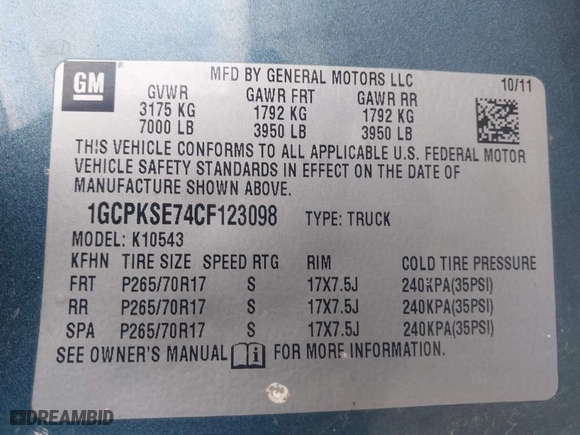 GM
MFD BY GENERAL MOTORS LLC 10/11
GVWR GAWR FRT GAWR RR
3175 KG 1792 KG 1792 KG
7000 LB 3950 LB 3950 LB
THIS VEHICLE CONFORMS TO ALL APPLICABLE U.S. FEDERAL MOTOR
VEHICLE SAFETY STANDARDS IN EFFECT ON THE DATE OF
MANUFACTURE SHOWN ABOVE.
1GCPKSE74CF123098 TYPE: TRUCK
MODEL: K10543
KFHN TIRE SIZE SPEED RTG RIM COLD TIRE PRESSURE
FRT P265/70R17 S 17X7.5J 240KPA(35PSI)
RR P265/70R17 S 17X7.5J 240KPA(35PSI)
SPA P265/70R17 S 17X7.5J 240KPA(35PSI)
SEE OWNER'S MANUAL FOR MORE INFORMATION.
DREAMBID